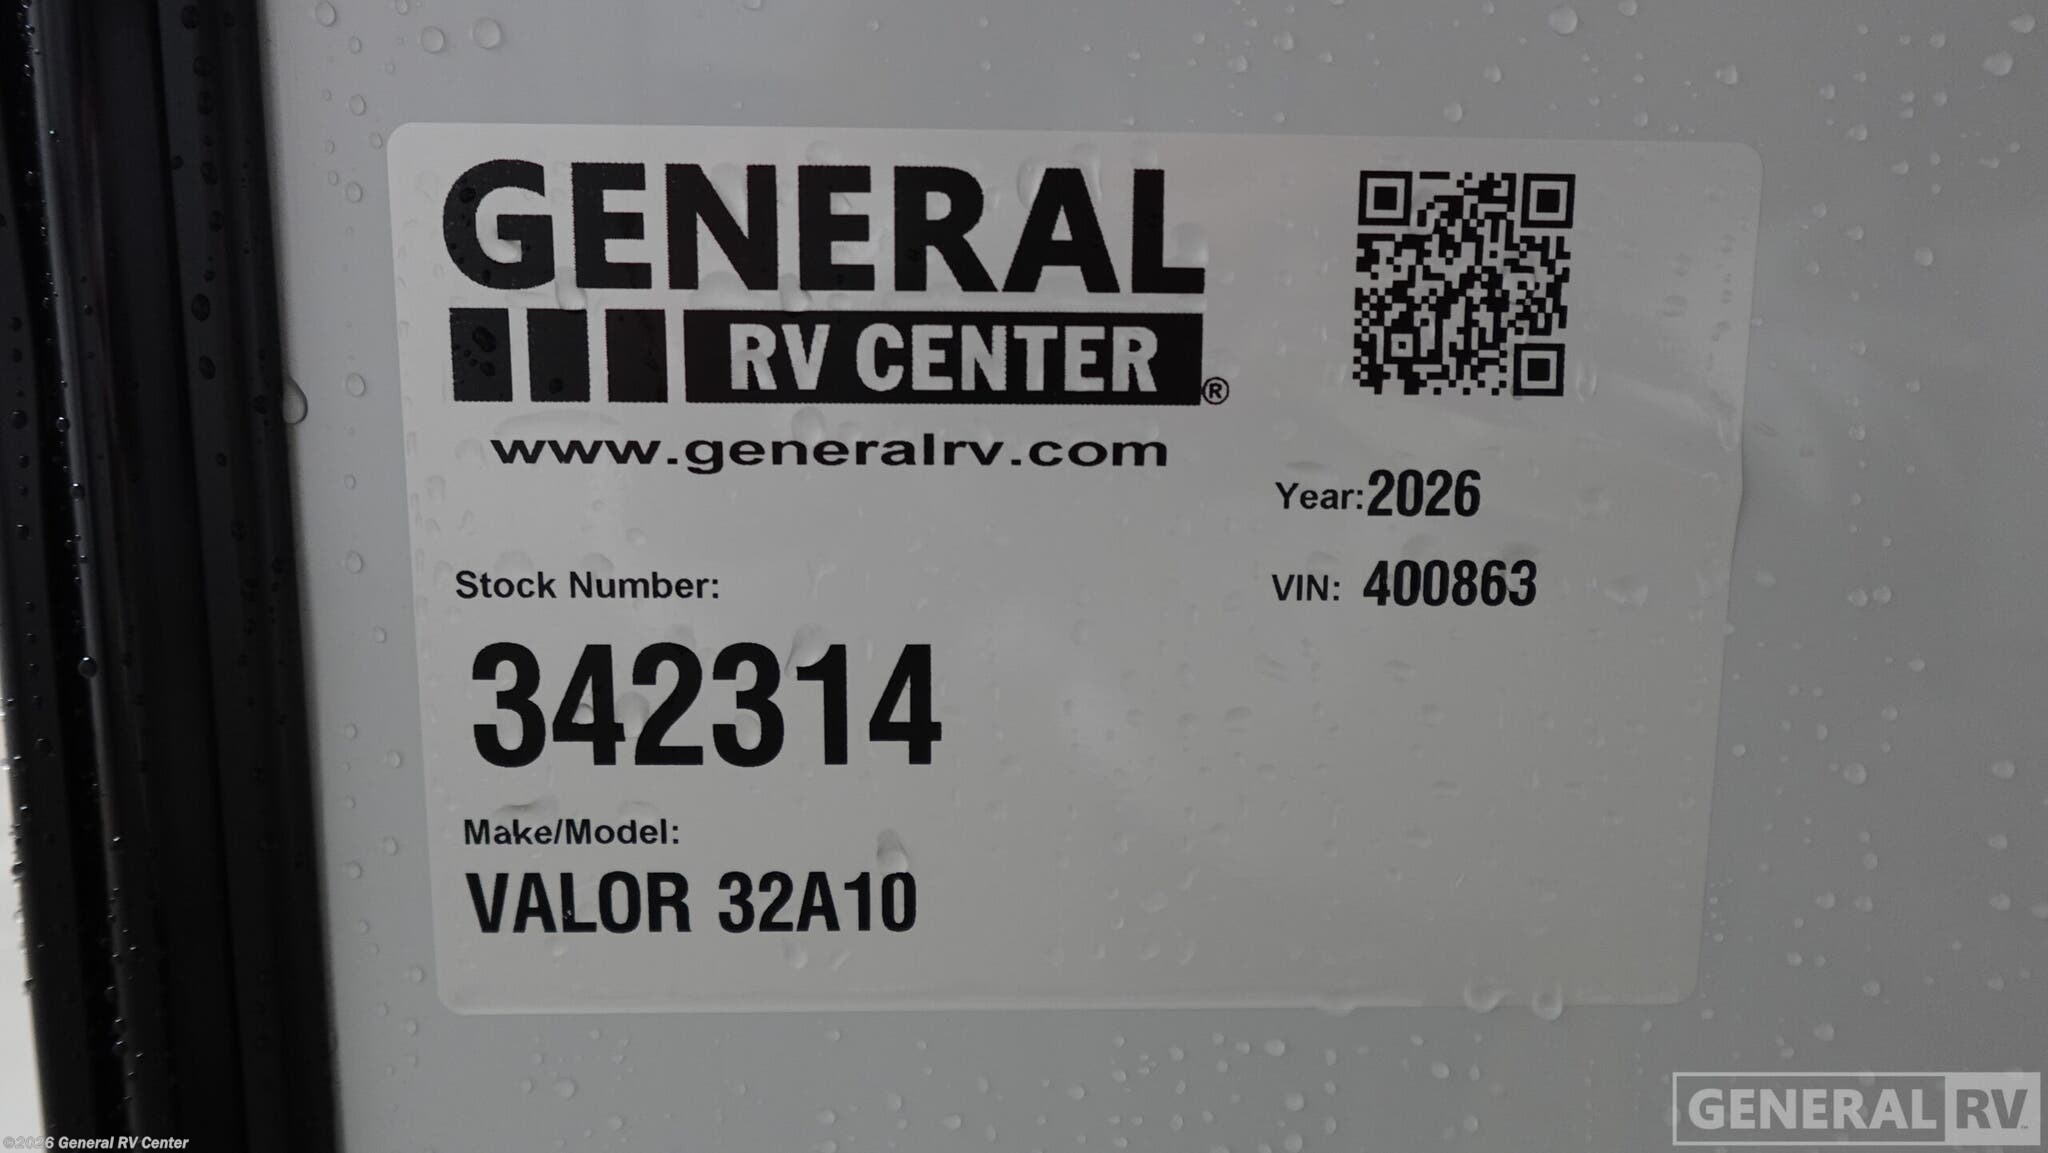 GENERAL
RV CENTER®
www.generalrv.com
Year: 2026
VIN: 400863
Stock Number:
342314
Make/Model:
VALOR 32A10
GENERAL RV™
©2026 General RV Center